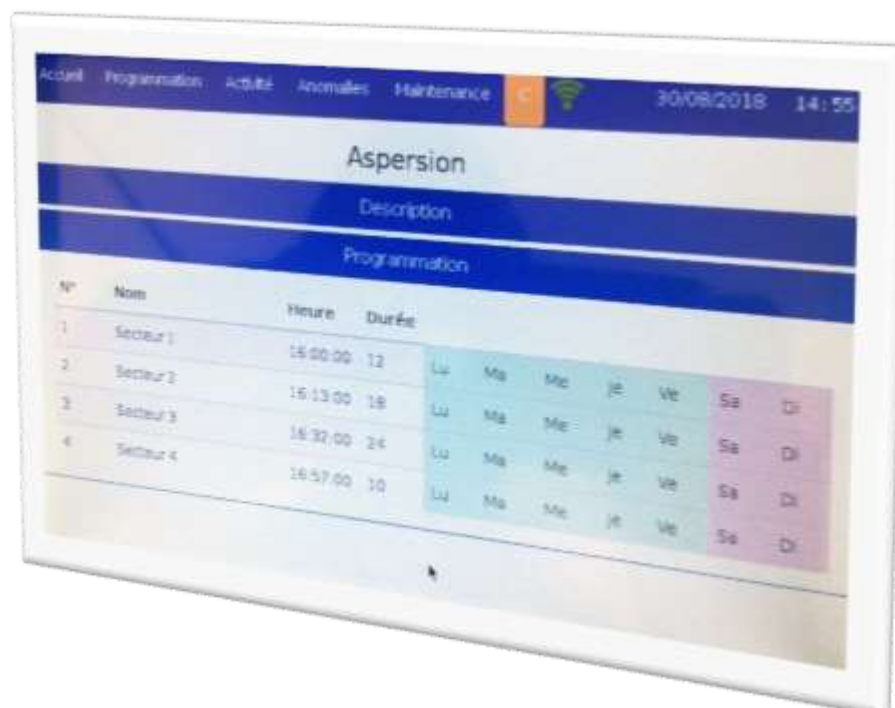 Accueil Programmation Activité Anomalies Maintenance C 30/08/2018 14:55
Aspersion
Description
Programmation
N° Nom Heure Durée
1 Secteur 1 16:00:00 12 Lu Ma Me Je Ve Sa Di
2 Secteur 2 16:13:00 18 Lu Ma Me Je Ve Sa Di
3 Secteur 3 16:32:00 24 Lu Ma Me Je Ve Sa Di
4 Secteur 4 16:57:00 10 Lu Ma Me Je Ve Sa Di